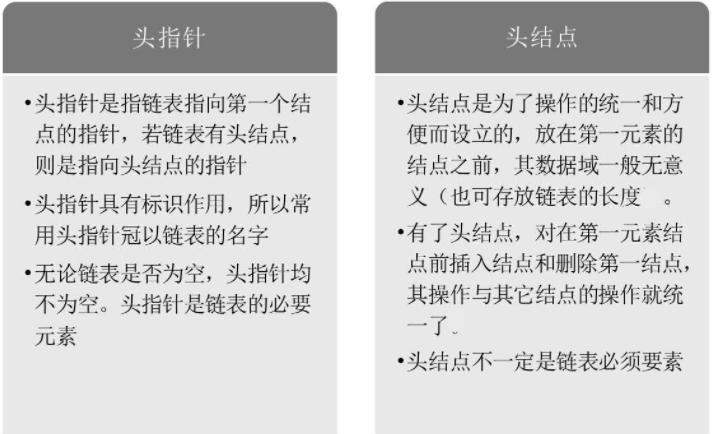 头指针
•头指针是指链表指向第一个结
点的指针，若链表有头结点，
则是指向头结点的指针
•头指针具有标识作用，所以常
用头指针冠以链表的名字
•无论链表是否为空，头指针均
不为空。头指针是链表的必要
元素
头结点
•头结点是为了操作的统一和方
便而设立的，放在第一元素的
结点之前，其数据域一般无意
义（也可存放链表的长度 。
•有了头结点，对在第一元素结
点前插入结点和删除第一结点，
其操作与其它结点的操作就统
一了。
•头结点不一定是链表必须要素